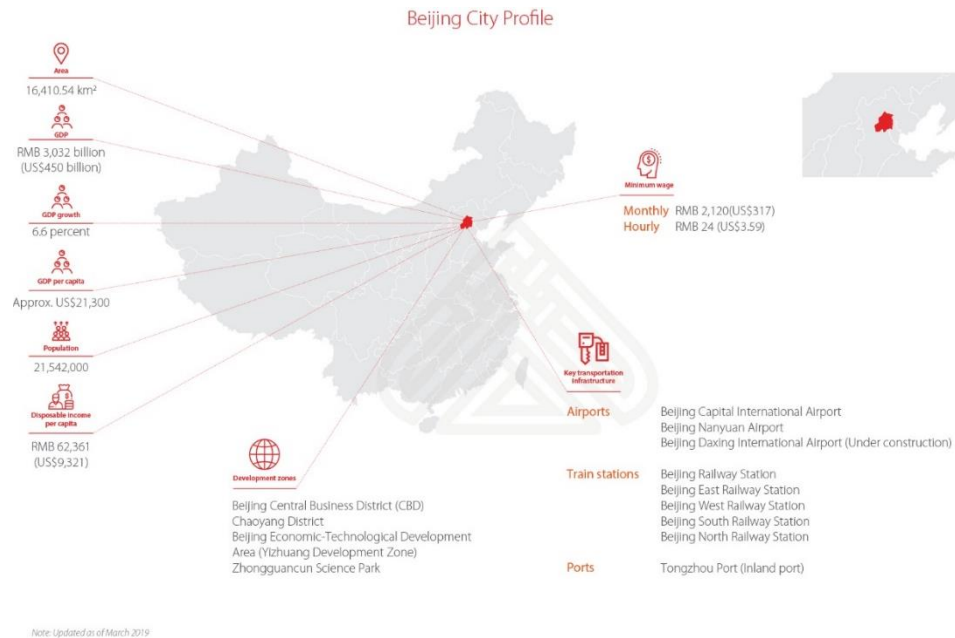 Beijing City Profile
Area
16,410.54 km²
GDP
RMB 3,032 billion
(US$450 billion)
GDP growth
6.6 percent
GDP per capita
Approx. US$21,300
Population
21,542,000
Disposable income
per capita
RMB 62,361
(US$9,321)
Minimum wage
Monthly RMB 2,120(US$317)
Hourly RMB 24 (US$3.59)
Development zones
Beijing Central Business District (CBD)
Chaoyang District
Beijing Economic-Technological Development
Area (Yizhuang Development Zone)
Zhongguancun Science Park
Key transportation
infrastructure
Airports Beijing Capital International Airport
Beijing Nanyuan Airport
Beijing Daxing International Airport (Under construction)
Train stations Beijing Railway Station
Beijing East Railway Station
Beijing West Railway Station
Beijing South Railway Station
Beijing North Railway Station
Ports Tongzhou Port (Inland port)
Note: Updated as of March 2019